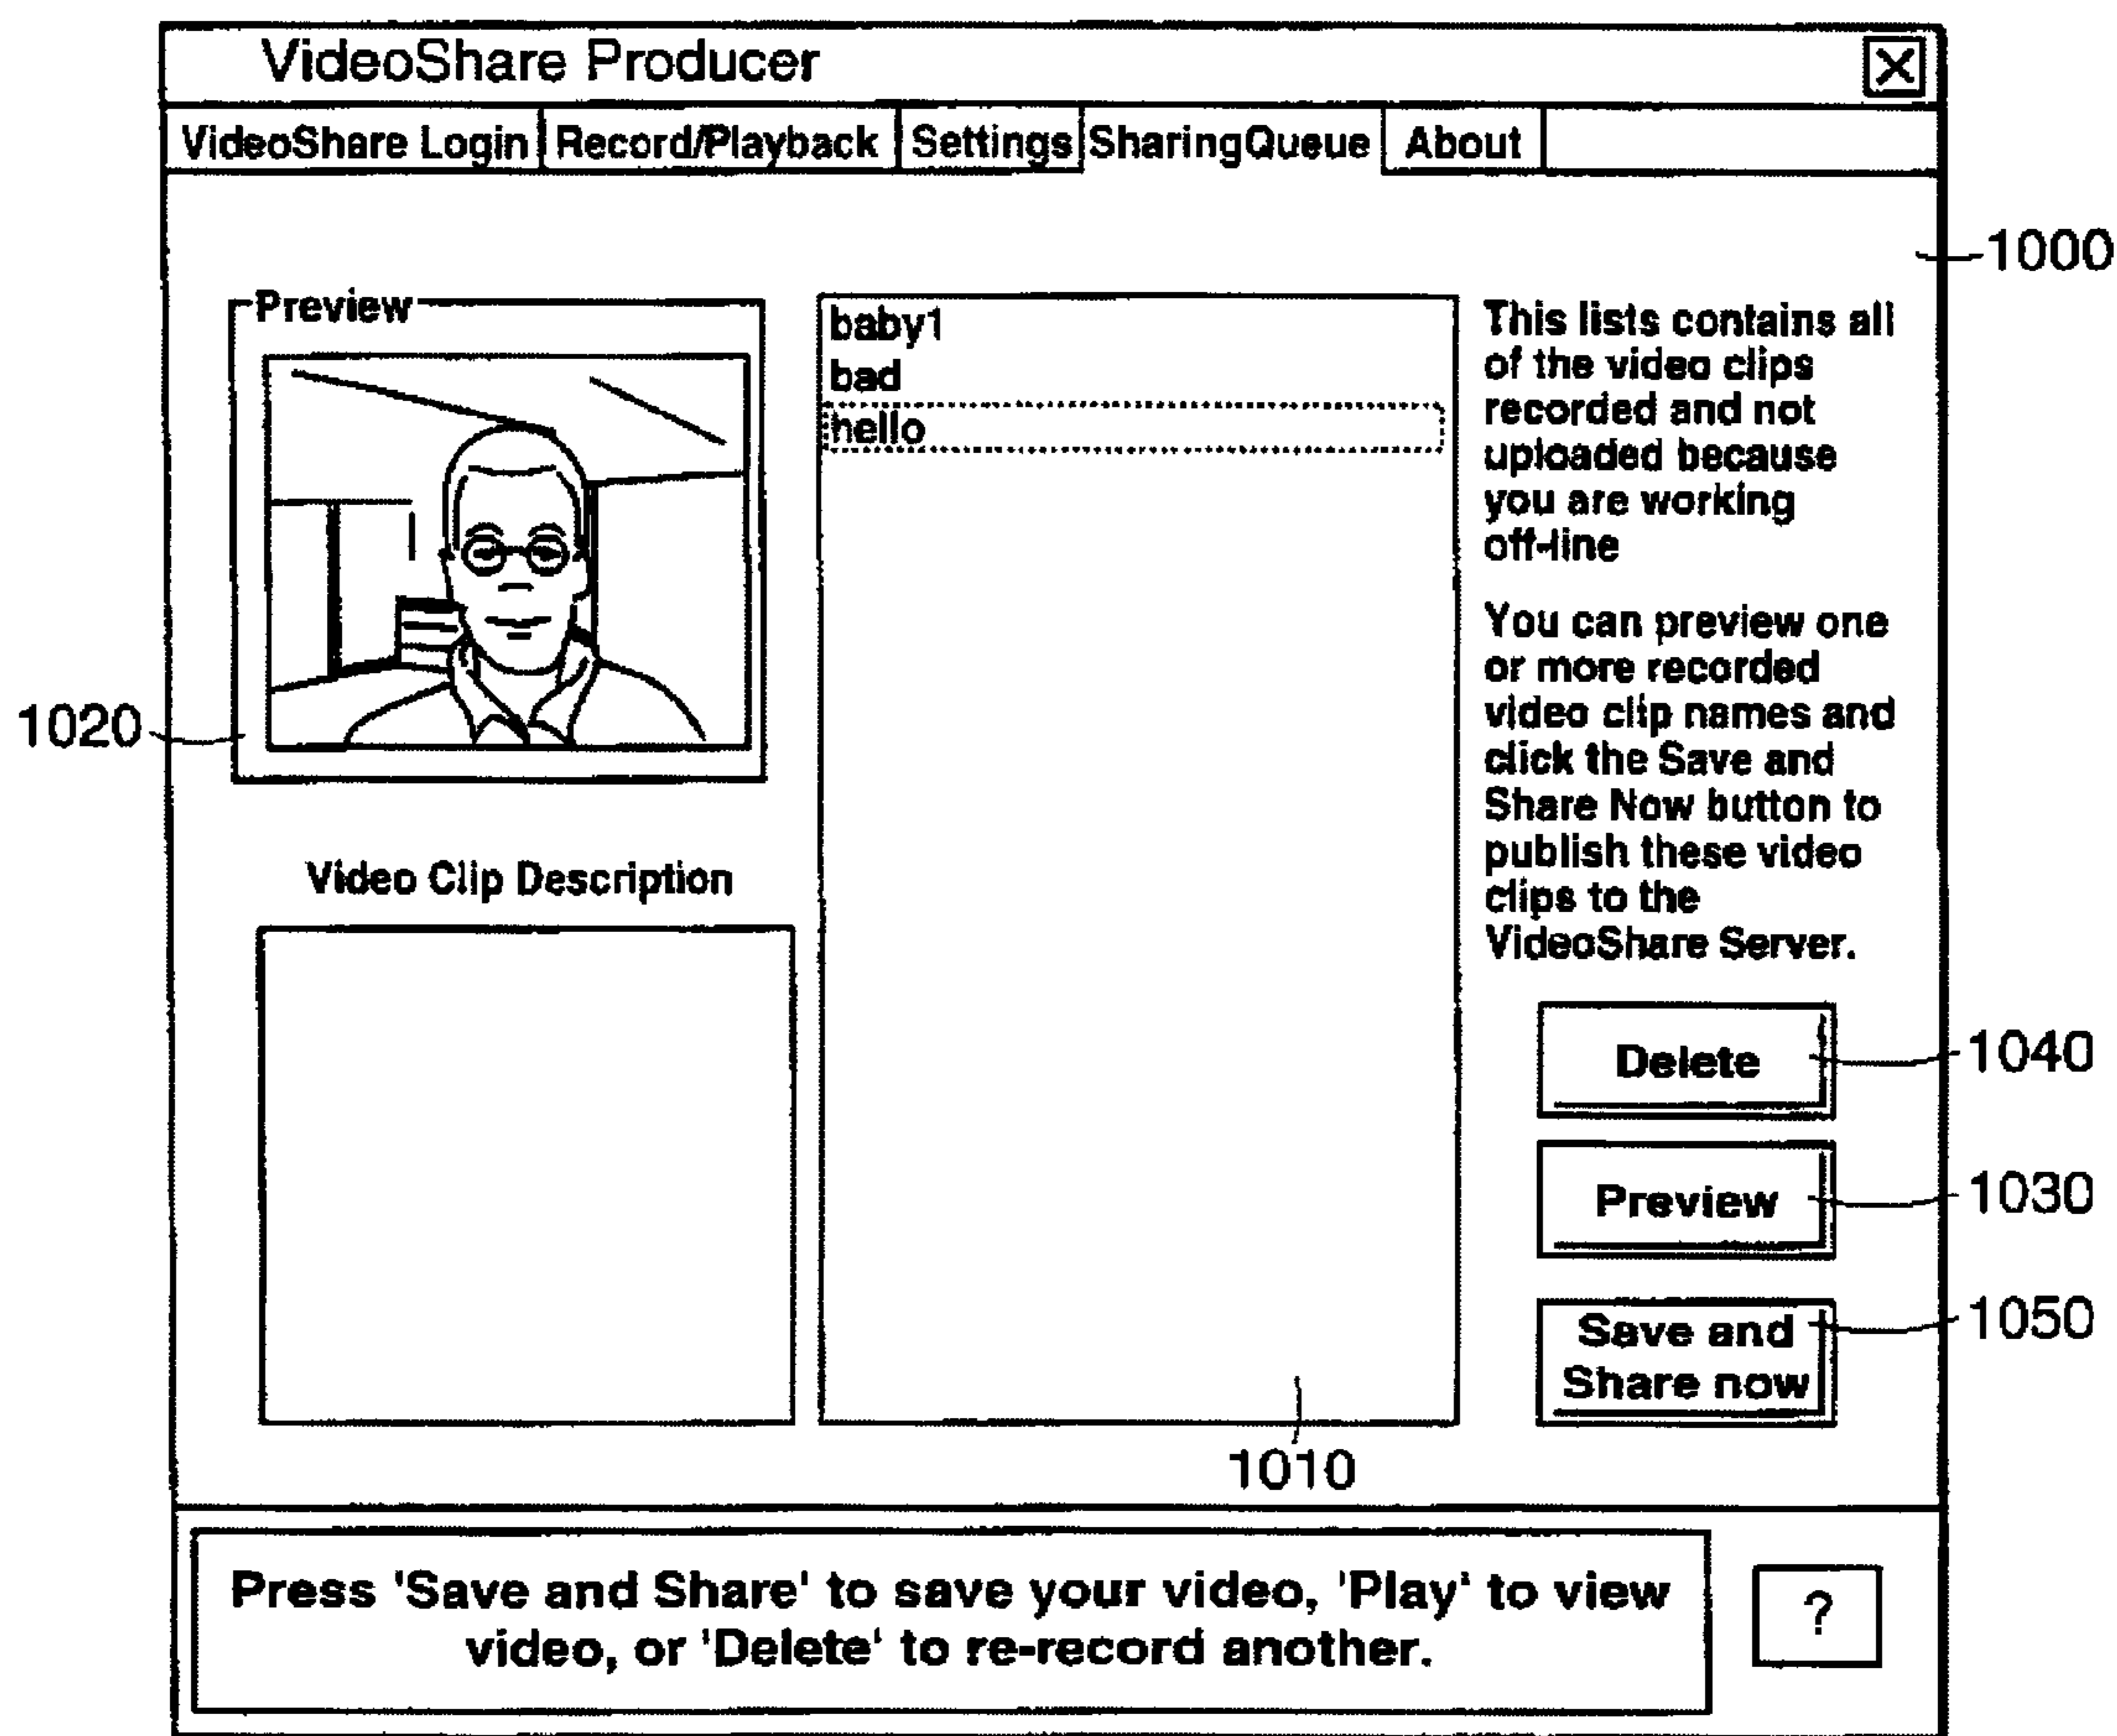 VideoShare Producer
VideoShare Login Record/Playback Settings SharingQueue About
1000
Preview
1020
Video Clip Description
baby1
bad
hello
1010
This lists contains all
of the video clips
recorded and not
uploaded because
you are working
off-line
You can preview one
or more recorded
video clip names and
click the Save and
Share Now button to
publish these video
clips to the
VideoShare Server.
Delete
1040
Preview
1030
Save and
Share now
1050
Press 'Save and Share' to save your video, 'Play' to view
video, or 'Delete' to re-record another.
?